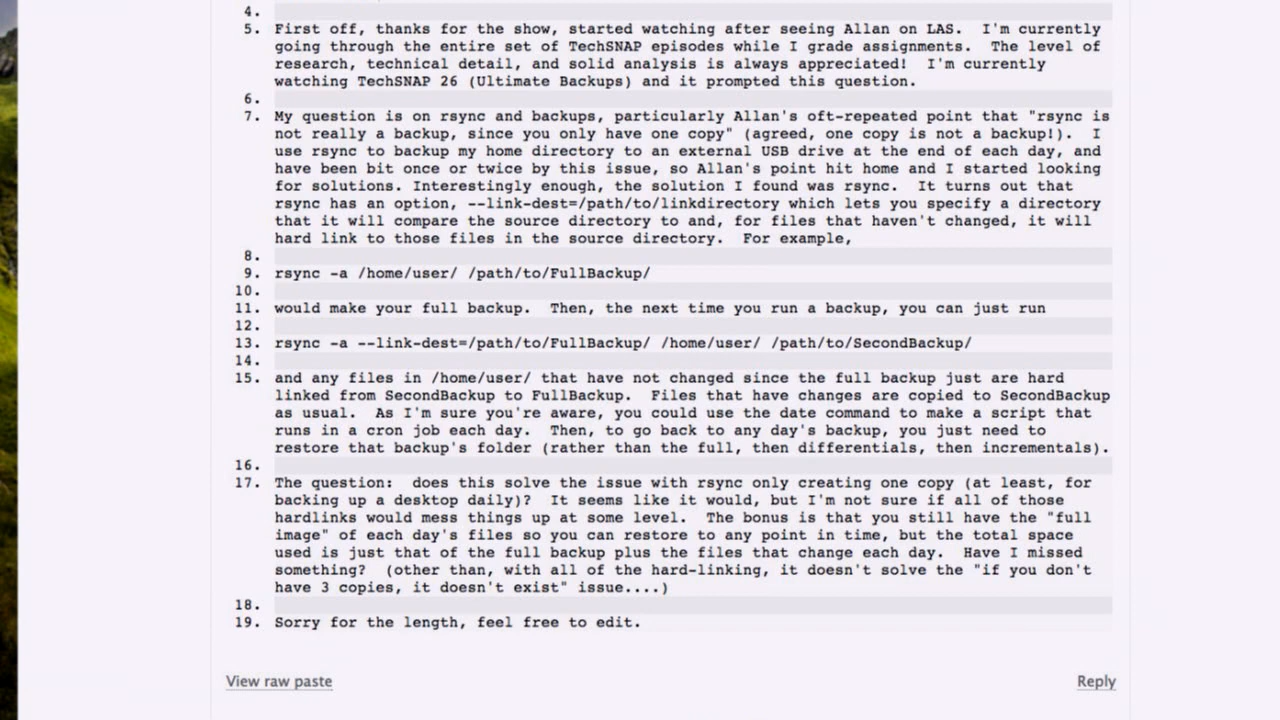 4.
5. First off, thanks for the show, started watching after seeing Allan on LAS.  I'm currently
going through the entire set of TechSNAP episodes while I grade assignments.  The level of
research, technical detail, and solid analysis is always appreciated!  I'm currently
watching TechSNAP 26 (Ultimate Backups) and it prompted this question.
6.
7. My question is on rsync and backups, particularly Allan's oft-repeated point that "rsync is
not really a backup, since you only have one copy" (agreed, one copy is not a backup!).  I
use rsync to backup my home directory to an external USB drive at the end of each day, and
have been bit once or twice by this issue, so Allan's point hit home and I started looking
for solutions. Interestingly enough, the solution I found was rsync.  It turns out that
rsync has an option, --link-dest=/path/to/linkdirectory which lets you specify a directory
that it will compare the source directory to and, for files that haven't changed, it will
hard link to those files in the source directory.  For example,
8.
9. rsync -a /home/user/ /path/to/FullBackup/
10.
11. would make your full backup.  Then, the next time you run a backup, you can just run
12.
13. rsync -a --link-dest=/path/to/FullBackup/ /home/user/ /path/to/SecondBackup/
14.
15. and any files in /home/user/ that have not changed since the full backup just are hard
linked from SecondBackup to FullBackup.  Files that have changes are copied to SecondBackup
as usual.  As I'm sure you're aware, you could use the date command to make a script that
runs in a cron job each day.  Then, to go back to any day's backup, you just need to
restore that backup's folder (rather than the full, then differentials, then incrementals).
16.
17. The question:  does this solve the issue with rsync only creating one copy (at least, for
backing up a desktop daily)?  It seems like it would, but I'm not sure if all of those
hardlinks would mess things up at some level.  The bonus is that you still have the "full
image" of each day's files so you can restore to any point in time, but the total space
used is just that of the full backup plus the files that change each day.  Have I missed
something?  (other than, with all of the hard-linking, it doesn't solve the "if you don't
have 3 copies, it doesn't exist" issue....)
18.
19. Sorry for the length, feel free to edit.
View raw paste
Reply